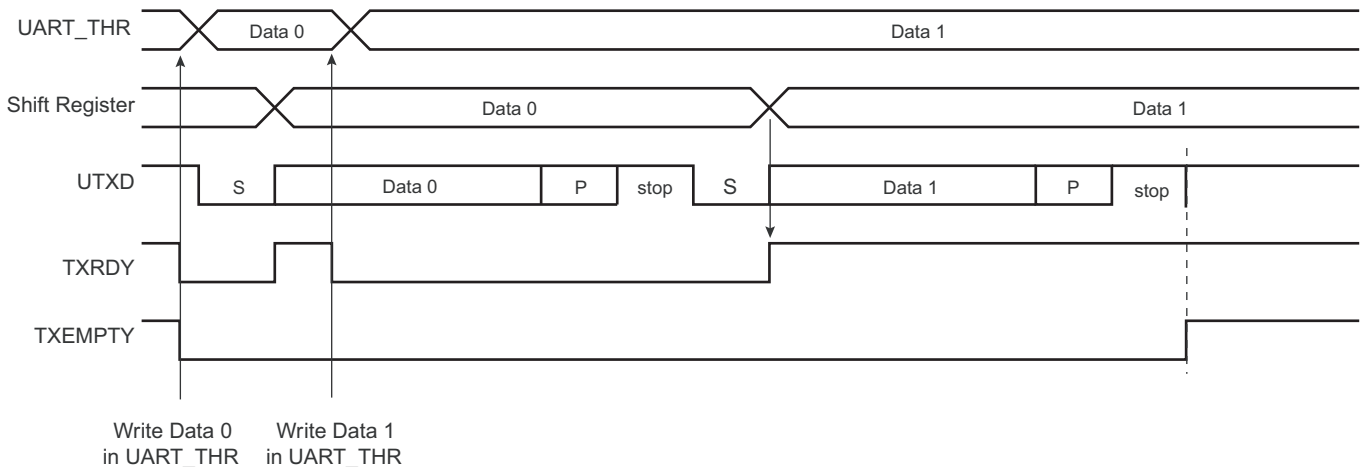 UART_THR Data 0 Data 1
Shift Register Data 0 Data 1
UTXD S Data 0 P stop S Data 1 P stop
TXRDY
TXEMPTY
Write Data 0
in UART_THR
Write Data 1
in UART_THR